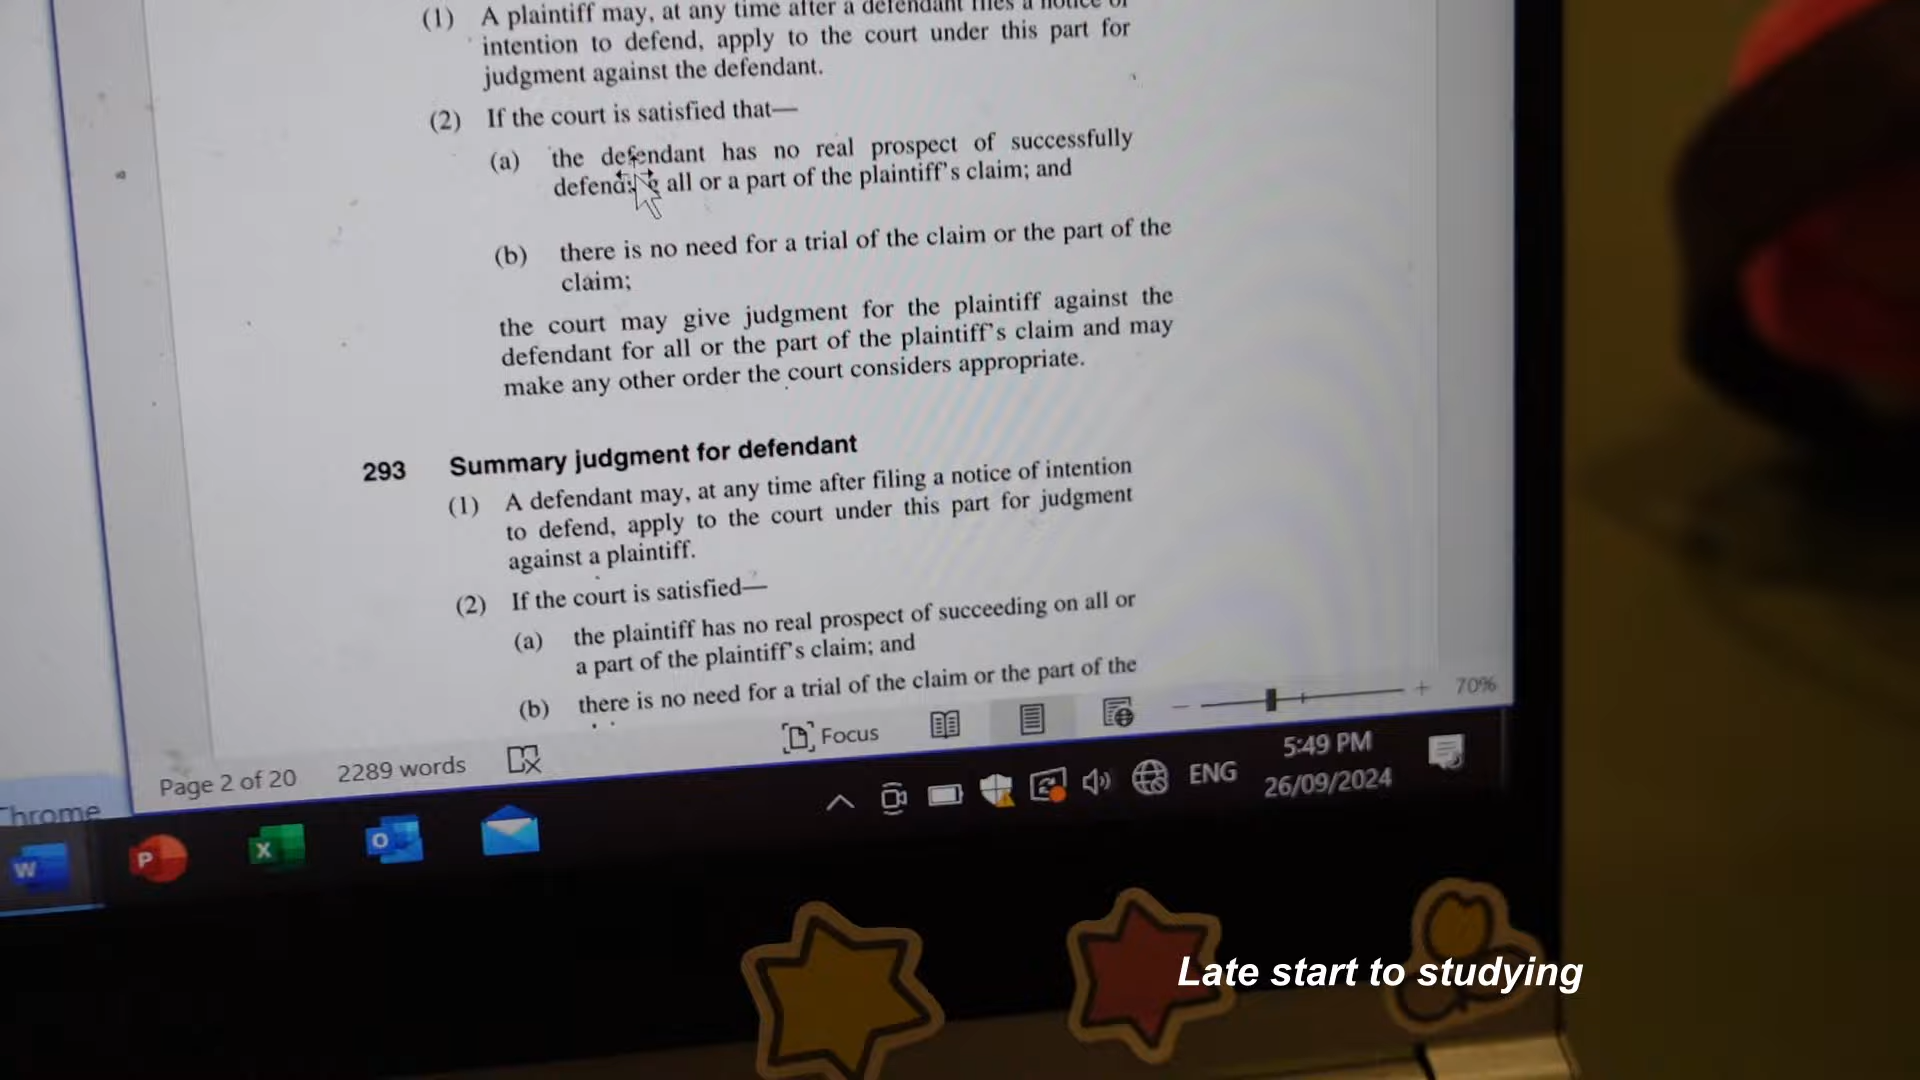 (1) A plaintiff may, at any time after a defendant files a notice of
intention to defend, apply to the court under this part for
judgment against the defendant.
(2) If the court is satisfied that—
(a) the defendant has no real prospect of successfully
defending all or a part of the plaintiff's claim; and
(b) there is no need for a trial of the claim or the part of the
claim;
the court may give judgment for the plaintiff against the
defendant for all or the part of the plaintiff's claim and may
make any other order the court considers appropriate.
293 Summary judgment for defendant
(1) A defendant may, at any time after filing a notice of intention
to defend, apply to the court under this part for judgment
against a plaintiff.
(2) If the court is satisfied—
(a) the plaintiff has no real prospect of succeeding on all or
a part of the plaintiff's claim; and
(b) there is no need for a trial of the claim or the part of the
Page 2 of 20 2289 words Focus 70%
Chrome
ENG 5:49 PM
26/09/2024
W P X O
Late start to studying